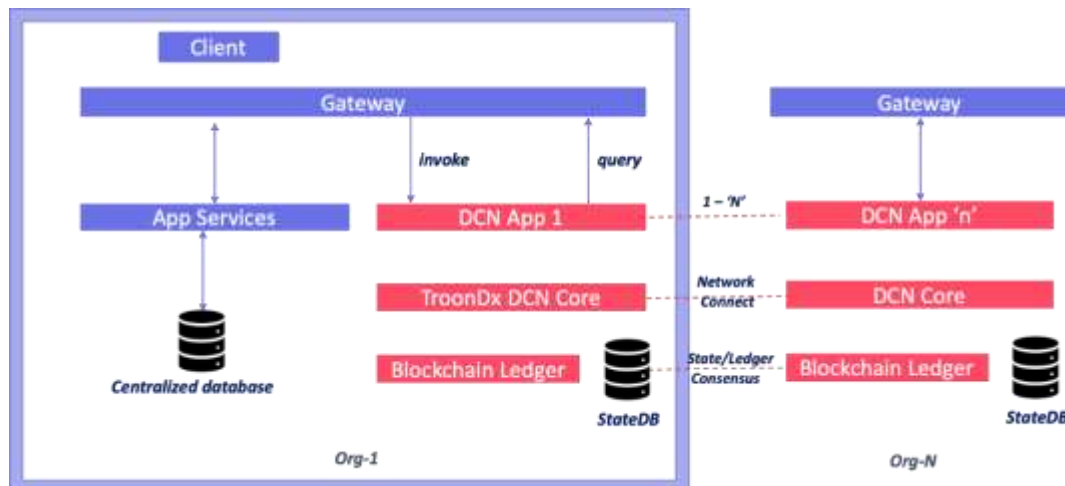 Client
Gateway
Gateway
invoke
query
App Services
DCN App 1
1 – ‘N’
DCN App ‘n’
TroonDx DCN Core
Network
Connect
DCN Core
Blockchain Ledger
State/Ledger
Consensus
Blockchain Ledger
Centralized database
StateDB
StateDB
Org-1
Org-N